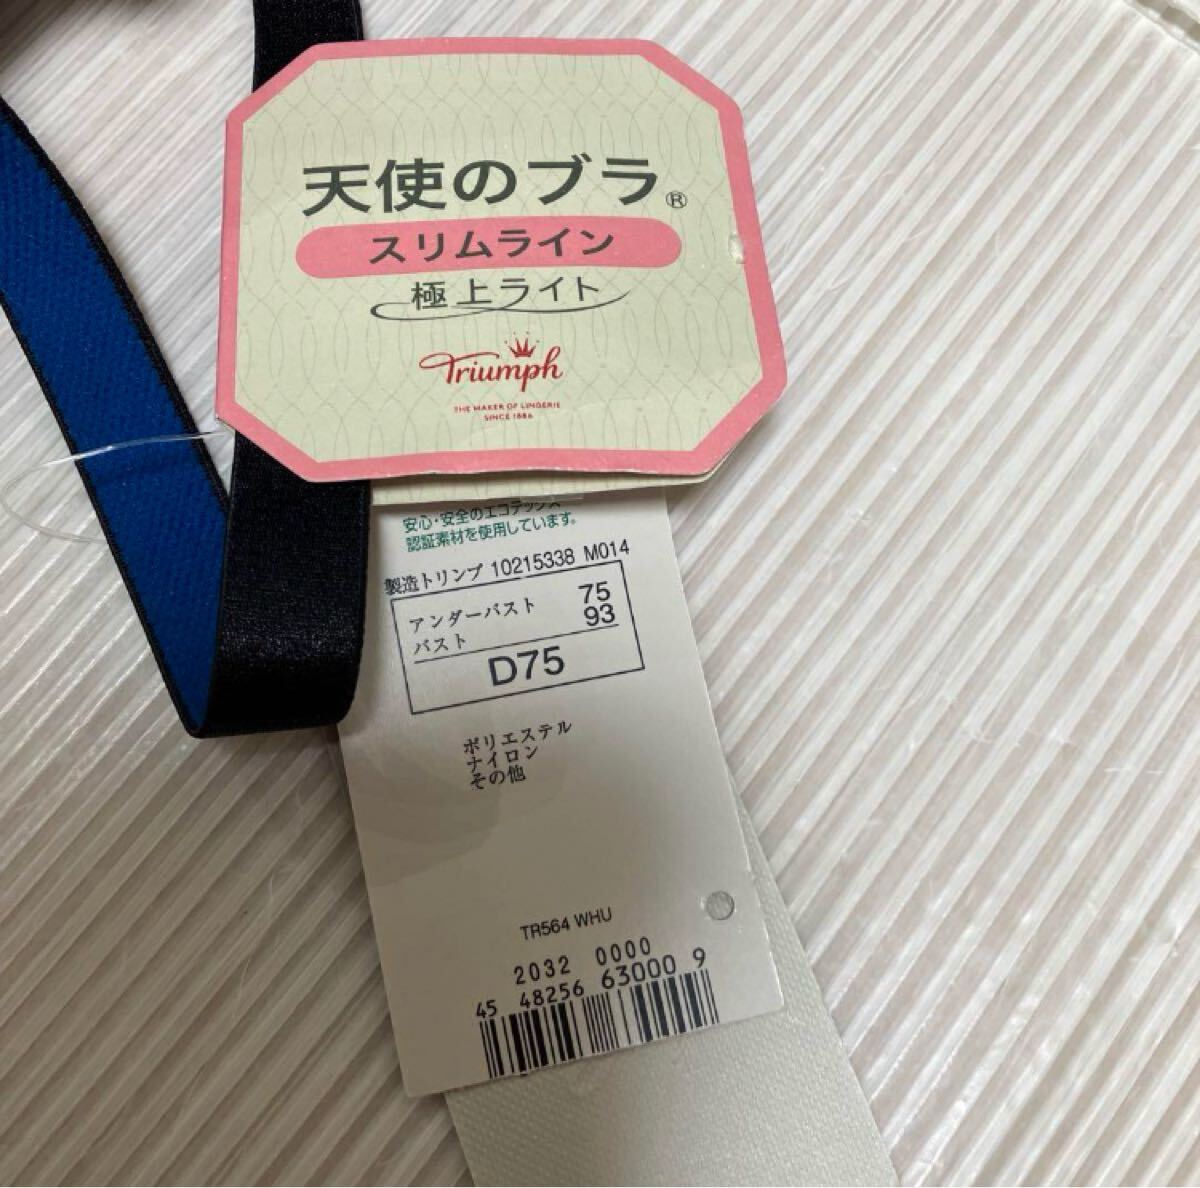 天使のブラ®
スリムライン
極上ライト
Triumph
THE MAKER OF LINGERIE
SINCE 1886
安心・安全のエコテックス
認証素材を使用しています。
製造トリンプ 10215338 M014
アンダーバスト 75
バスト 93
D75
ポリエステル
ナイロン
その他
TR564 WHU
2032 0000
45 48256 63000 9